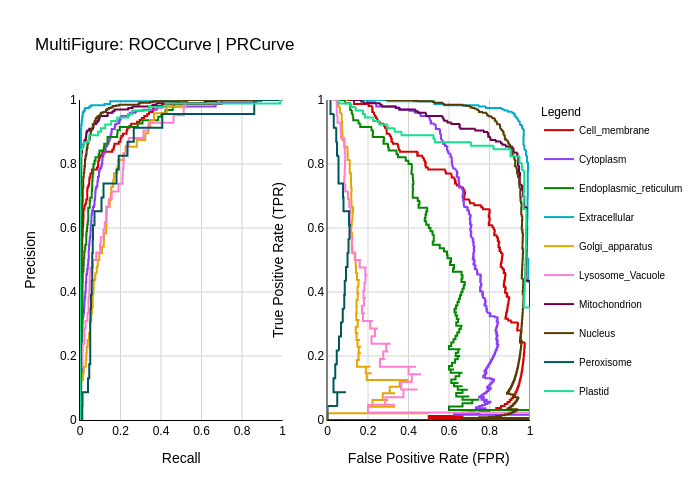 MultiFigure: ROCCurve | PRCurve
Precision
1
0.8
0.6
0.4
0.2
0
0
0.2
0.4
0.6
0.8
1
Recall
True Positive Rate (TPR)
1
0.8
0.6
0.4
0.2
0
0
0.2
0.4
0.6
0.8
1
False Positive Rate (FPR)
Legend
Cell_membrane
Cytoplasm
Endoplasmic_reticulum
Extracellular
Golgi_apparatus
Lysosome_Vacuole
Mitochondrion
Nucleus
Peroxisome
Plastid